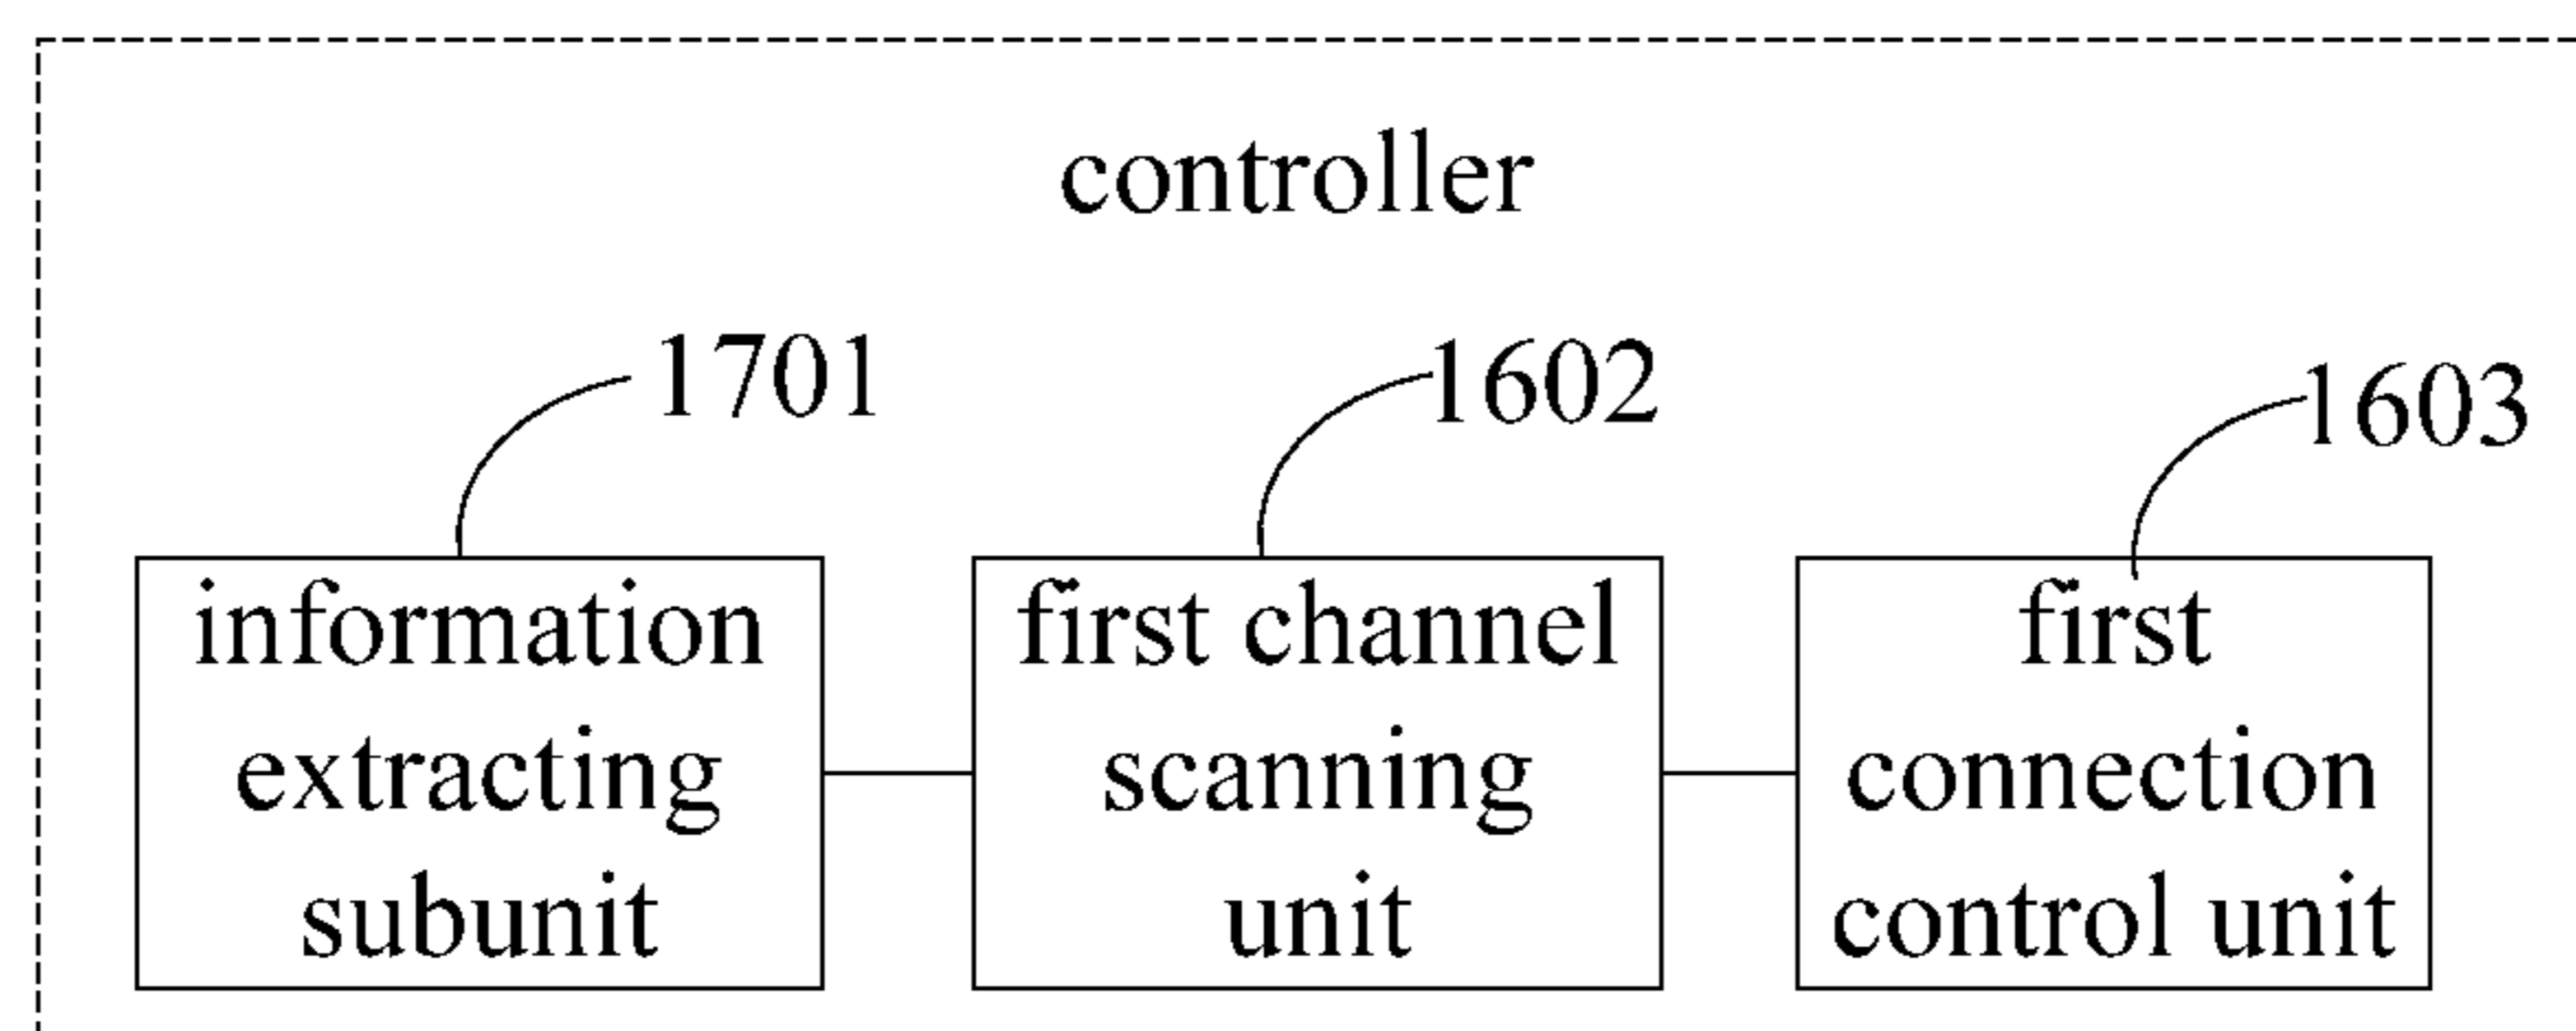 controller
1701
1602
1603
information
extracting
subunit
first channel
scanning
unit
first
connection
control unit